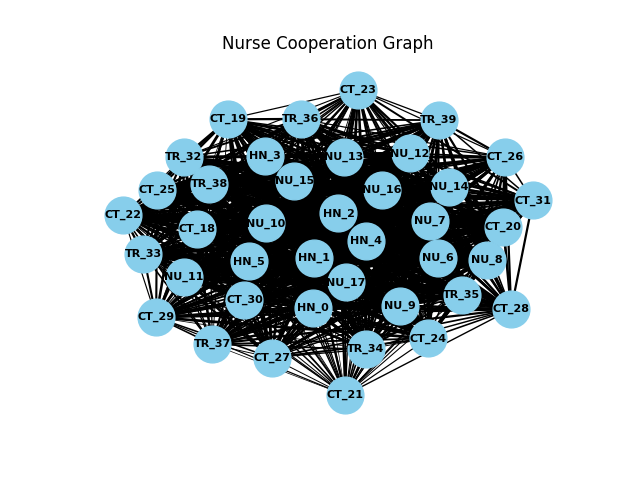 Nurse Cooperation Graph
CT_23
CT_19
TR_36
TR_39
TR_32
HN_3
NU_13
NU_12
CT_26
CT_25
TR_38
NU_15
NU_16
NU_14
CT_31
CT_22
CT_18
NU_10
HN_2
NU_7
CT_20
HN_4
TR_33
HN_5
HN_1
NU_6
NU_8
NU_11
NU_17
CT_30
HN_0
NU_9
TR_35
CT_28
CT_29
TR_37
CT_27
TR_34
CT_24
CT_21